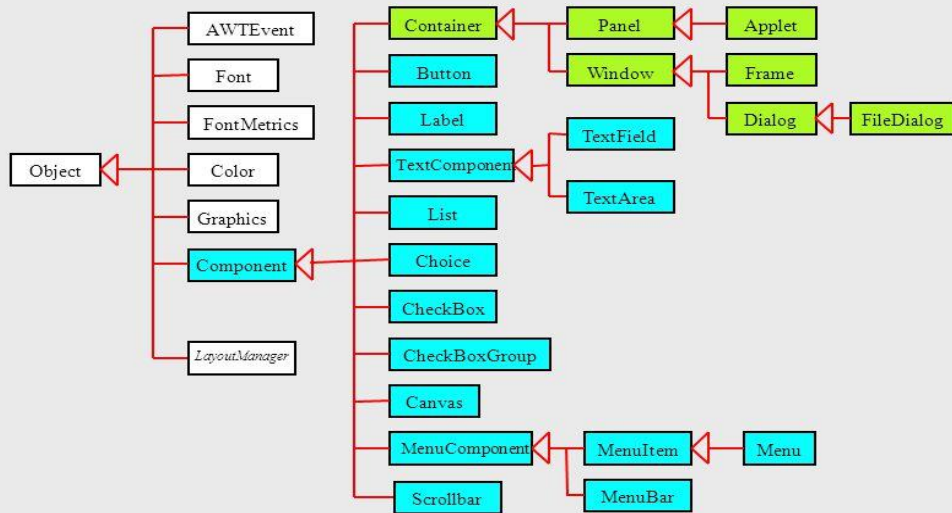 AWTEvent
Font
FontMetrics
Object
Color
Graphics
Component
LayoutManager
Container
Button
Label
TextComponent
List
Choice
CheckBox
CheckBoxGroup
Canvas
MenuComponent
Scrollbar
Panel
Applet
Window
Frame
Dialog
FileDialog
TextField
TextArea
MenuItem
Menu
MenuBar